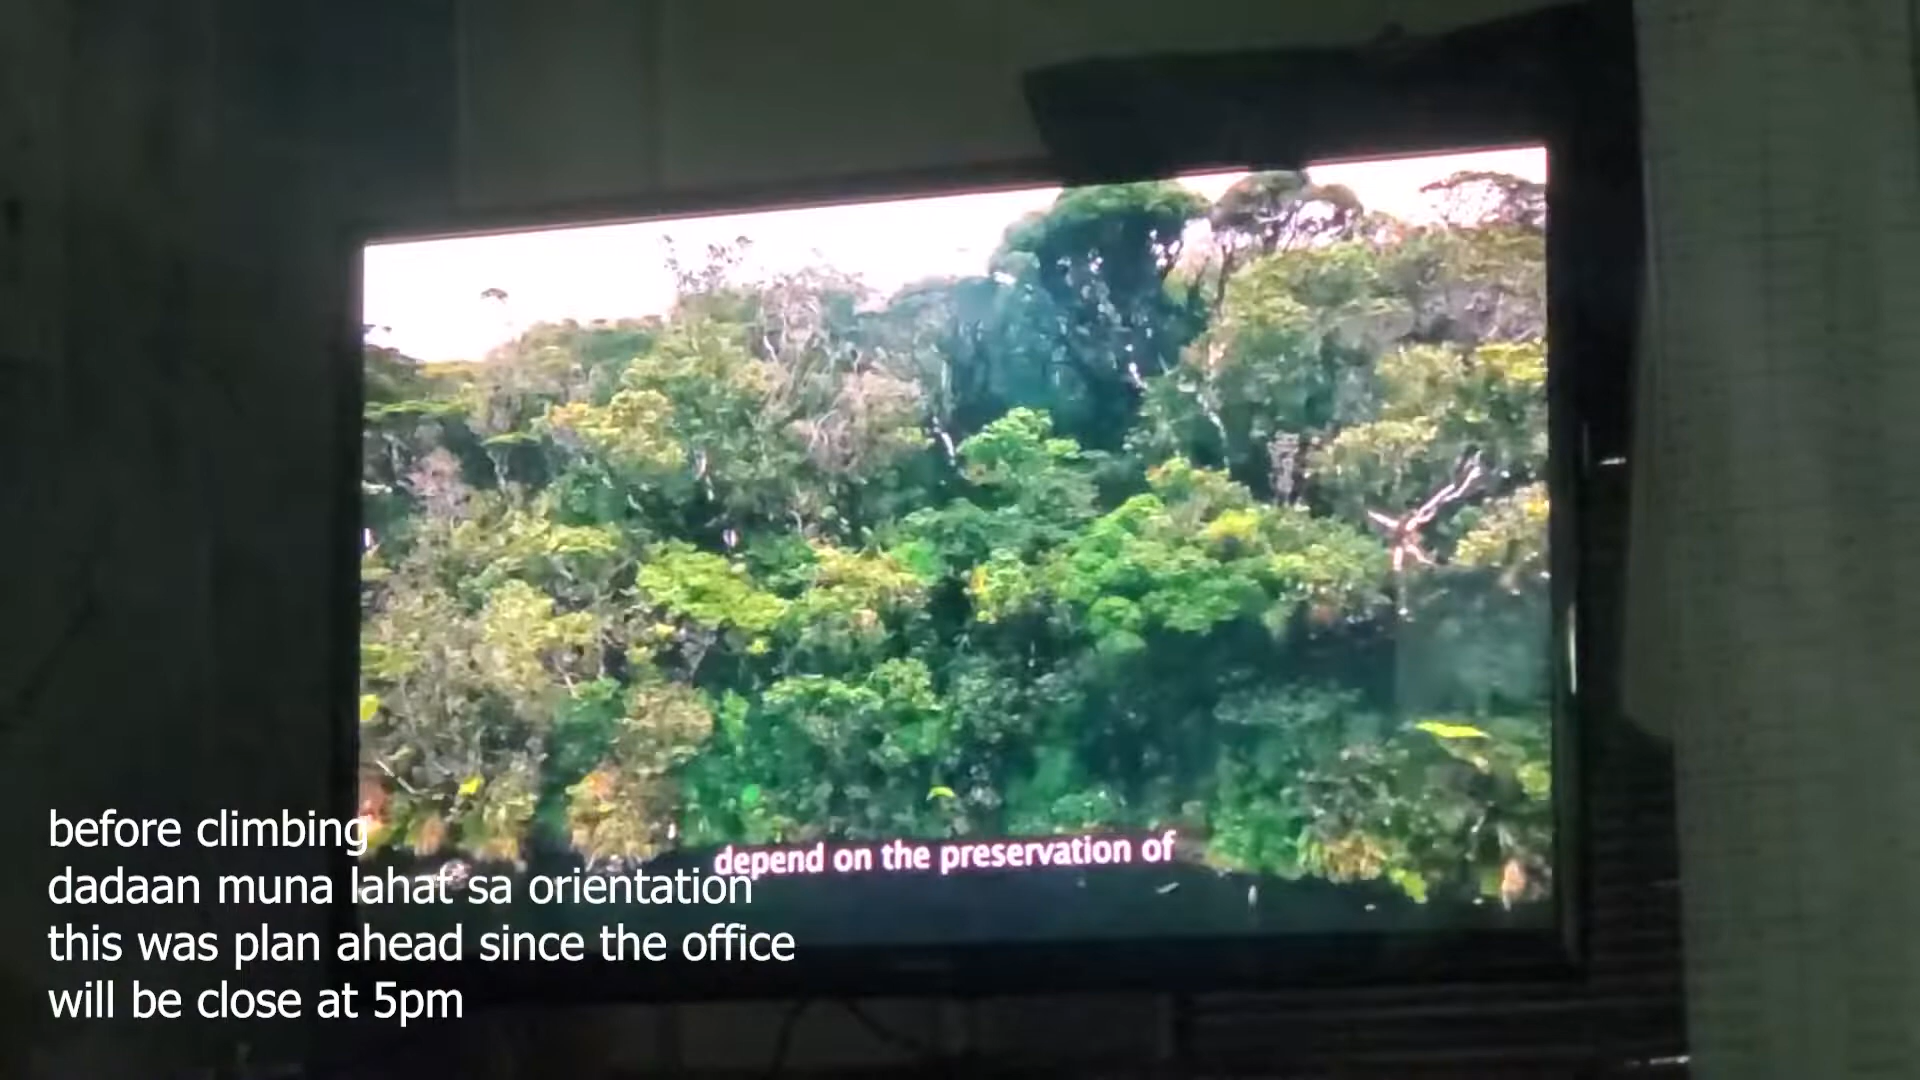 depend on the preservation of
before climbing
dadaan muna lahat sa orientation
this was plan ahead since the office
will be close at 5pm